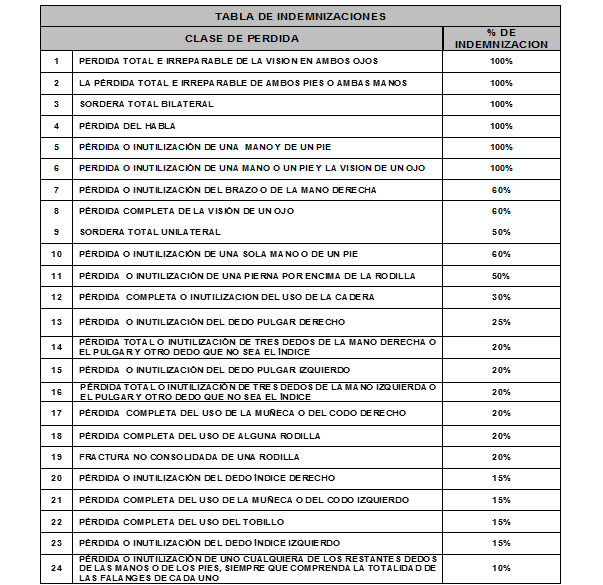 TABLA DE INDEMNIZACIONES
CLASE DE PERDIDA
% DE
INDEMNIZACION
1 PERDIDA TOTAL E IRREPARABLE DE LA VISION EN AMBOS OJOS 100%
2 LA PÉRDIDA TOTAL E IRREPARABLE DE AMBOS PIES O AMBAS MANOS 100%
3 SORDERA TOTAL BILATERAL 100%
4 PÉRDIDA DEL HABLA 100%
5 PÉRDIDA O INUTILIZACIÓN DE UNA MANO Y DE UN PIE 100%
6 PERDIDA O INUTILIZACIÓN DE UNA MANO O UN PIE Y LA VISION DE UN OJO 100%
7 PÉRDIDA O INUTILIZACIÓN DEL BRAZO O DE LA MANO DERECHA 60%
8 PÉRDIDA COMPLETA DE LA VISIÓN DE UN OJO 60%
9 SORDERA TOTAL UNILATERAL 50%
10 PÉRDIDA O INUTILIZACIÓN DE UNA SOLA MANO O DE UN PIE 60%
11 PÉRDIDA O INUTILIZACIÓN DE UNA PIERNA POR ENCIMA DE LA RODILLA 50%
12 PÉRDIDA COMPLETA O INUTILIZACION DEL USO DE LA CADERA 30%
13 PÉRDIDA O INUTILIZACIÓN DEL DEDO PULGAR DERECHO 25%
14 PÉRDIDA TOTAL O INUTILIZACIÓN DE TRES DEDOS DE LA MANO DERECHA O
EL PULGAR Y OTRO DEDO QUE NO SEA EL ÍNDICE 20%
15 PÉRDIDA O INUTILIZACIÓN DEL DEDO PULGAR IZQUIERDO 20%
16 PÉRDIDA TOTAL O INUTILIZACIÓN DE TRES DEDOS DE LA MANO IZQUIERDA O
EL PULGAR Y OTRO DEDO QUE NO SEA EL ÍNDICE 20%
17 PÉRDIDA COMPLETA DEL USO DE LA MUÑECA O DEL CODO DERECHO 20%
18 PÉRDIDA COMPLETA DEL USO DE ALGUNA RODILLA 20%
19 FRACTURA NO CONSOLIDADA DE UNA RODILLA 20%
20 PÉRDIDA O INUTILIZACIÓN DEL DEDO ÍNDICE DERECHO 15%
21 PÉRDIDA COMPLETA DEL USO DE LA MUÑECA O DEL CODO IZQUIERDO 15%
22 PÉRDIDA COMPLETA DEL USO DEL TOBILLO 15%
23 PÉRDIDA O INUTILIZACIÓN DEL DEDO ÍNDICE IZQUIERDO 15%
24 PÉRDIDA O INUTILIZACIÓN DE UNO CUALQUIERA DE LOS RESTANTES DEDOS
DE LAS MANOS O DE LOS PIES, SIEMPRE QUE COMPRENDA LA TOTALIDAD DE
LAS FALANGES DE CADA UNO 10%